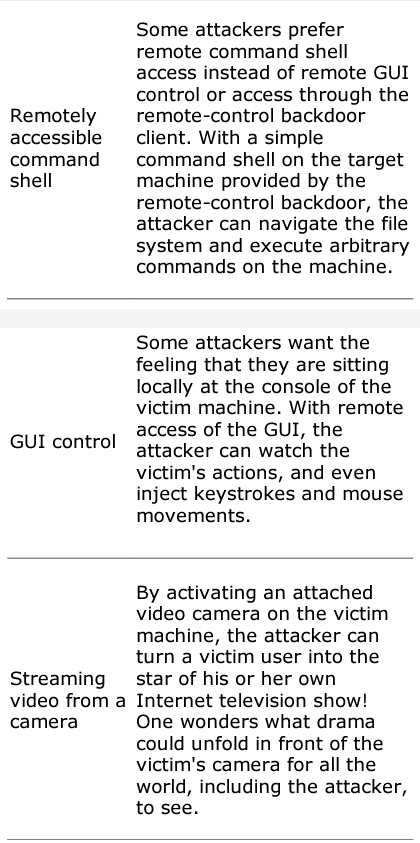 Remotely
accessible
command
shell
Some attackers prefer
remote command shell
access instead of remote GUI
control or access through the
remote-control backdoor
client. With a simple
command shell on the target
machine provided by the
remote-control backdoor, the
attacker can navigate the file
system and execute arbitrary
commands on the machine.
GUI control
Some attackers want the
feeling that they are sitting
locally at the console of the
victim machine. With remote
access of the GUI, the
attacker can watch the
victim's actions, and even
inject keystrokes and mouse
movements.
Streaming
video from a
camera
By activating an attached
video camera on the victim
machine, the attacker can
turn a victim user into the
star of his or her own
Internet television show!
One wonders what drama
could unfold in front of the
victim's camera for all the
world, including the attacker,
to see.